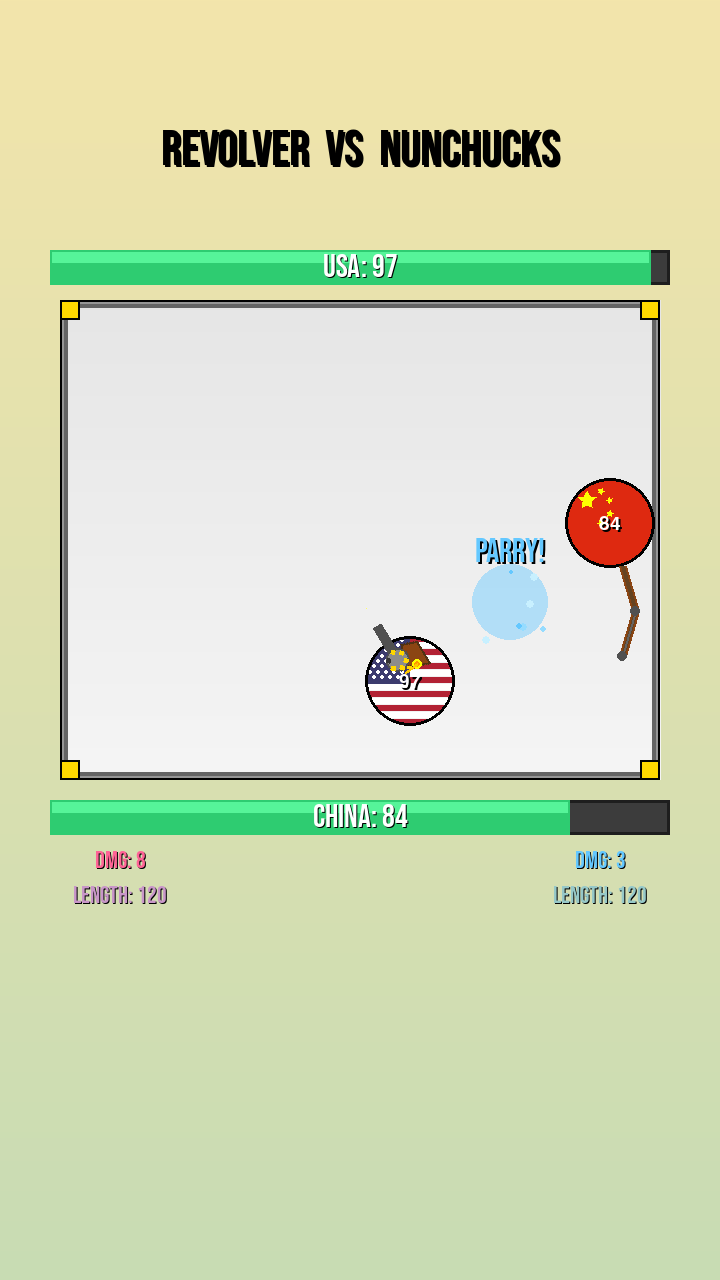 REVOLVER VS NUNCHUCKS
USA: 97
84
PARRY!
97
CHINA: 84
DMG: 8
DMG: 3
LENGTH: 120
LENGTH: 120